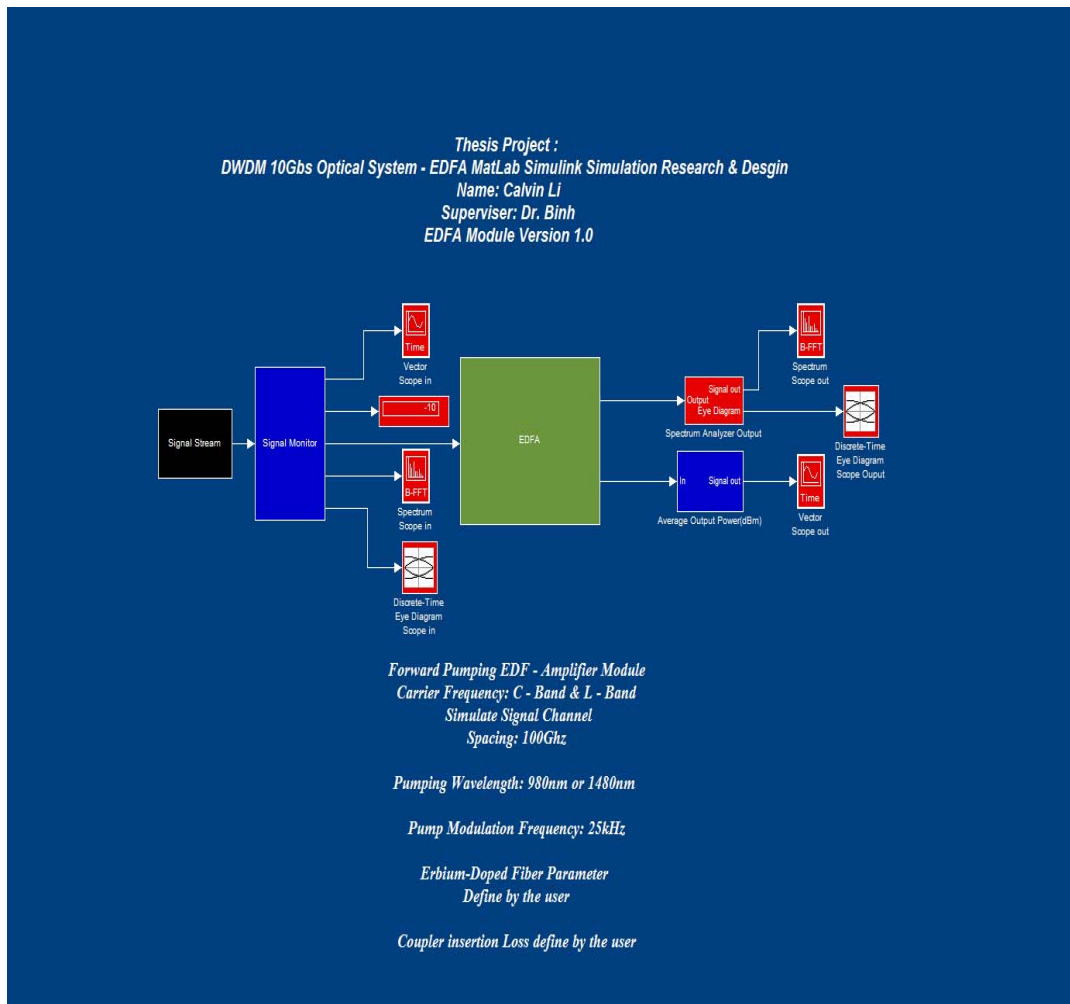 Thesis Project :
DWDM 10Gbs Optical System - EDFA MatLab Simulink Simulation Research & Desgin
Name: Calvin Li
Superviser: Dr. Binh
EDFA Module Version 1.0
Time
Vector
Scope in
-10
Signal Stream
Signal Monitor
B-FFT
Spectrum
Scope in
Discrete-Time
Eye Diagram
Scope in
EDFA
Output
Signal out
Eye Diagram
Spectrum Analyzer Output
B-FFT
Spectrum
Scope out
Discrete-Time
Eye Diagram
Scope Ouput
In
Signal out
Average Output Power(dBm)
Time
Vector
Scope out
Forward Pumping EDF - Amplifier Module
Carrier Frequency: C - Band & L - Band
Simulate Signal Channel
Spacing: 100Ghz
Pumping Wavelength: 980nm or 1480nm
Pump Modulation Frequency: 25kHz
Erbium-Doped Fiber Parameter
Define by the user
Coupler insertion Loss define by the user